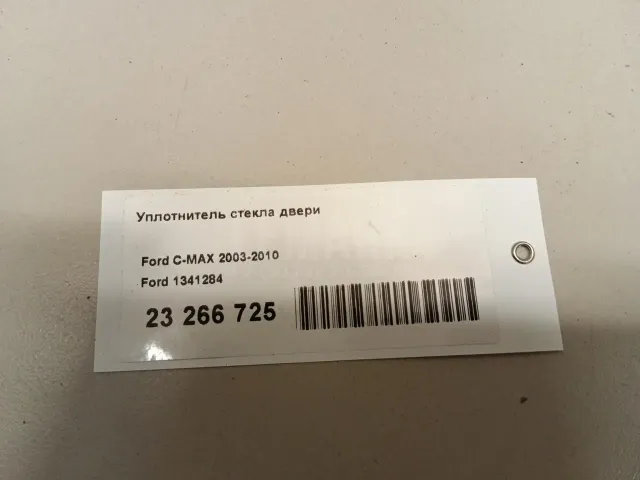 Уплотнитель стекла двери
Ford C-MAX 2003-2010
Ford 1341284
23 266 725